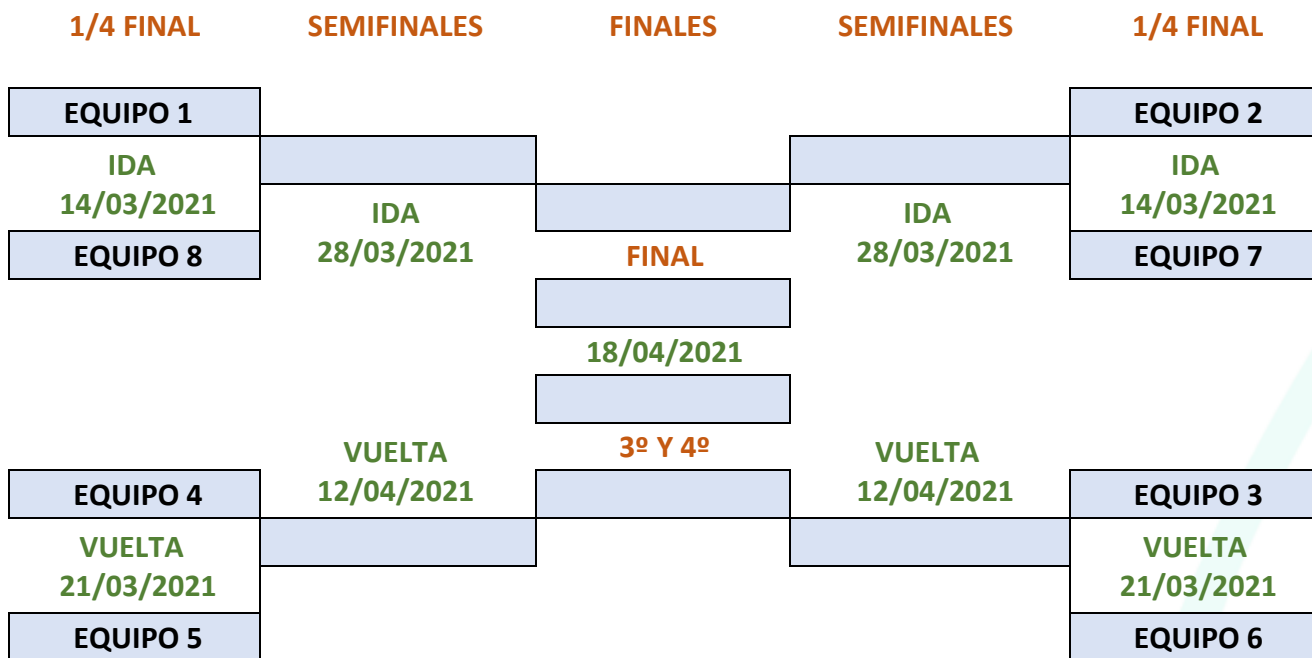 1/4 FINAL SEMIFINALES FINALES SEMIFINALES 1/4 FINAL
EQUIPO 1 EQUIPO 2
IDA IDA
14/03/2021 14/03/2021
IDA IDA
EQUIPO 8 28/03/2021 FINAL 28/03/2021 EQUIPO 7
18/04/2021
VUELTA 3º Y 4º VUELTA
EQUIPO 4 12/04/2021 12/04/2021 EQUIPO 3
VUELTA VUELTA
21/03/2021 21/03/2021
EQUIPO 5 EQUIPO 6